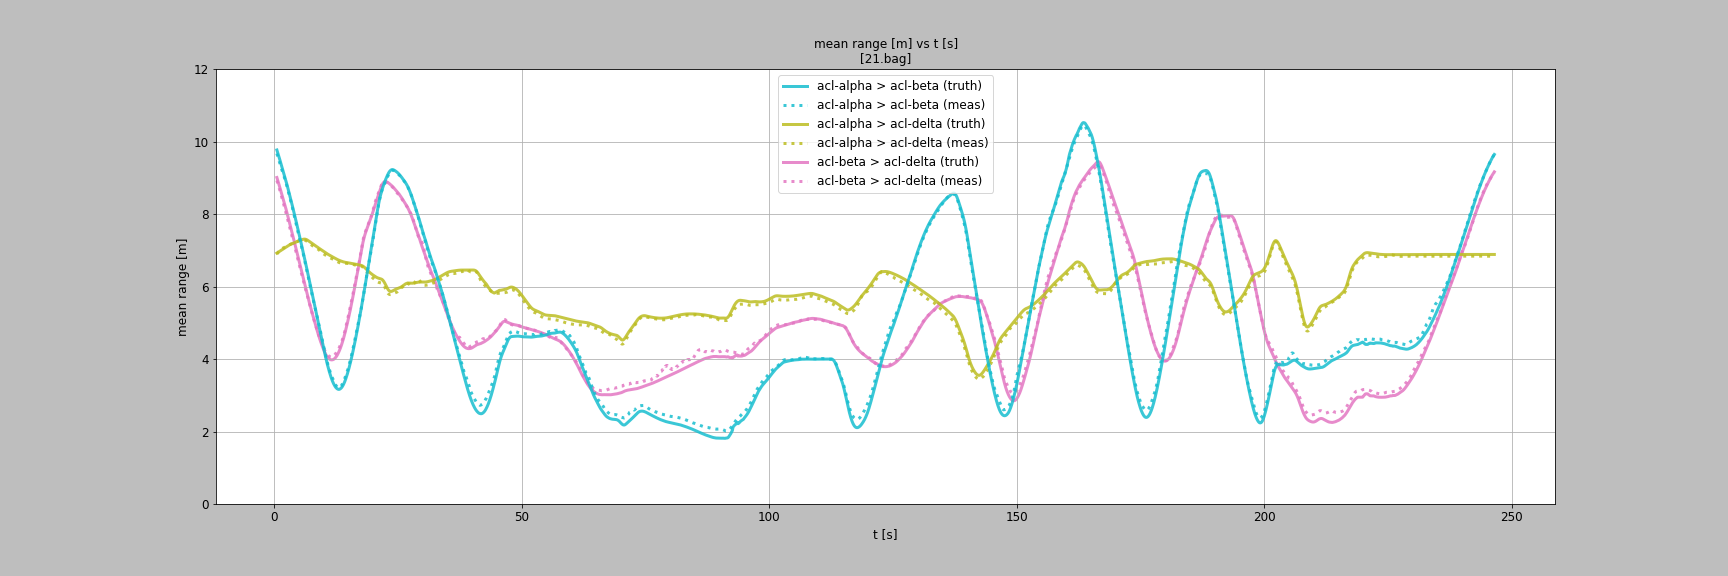 mean range [m] vs t [s]
[21.bag]
acl-alpha > acl-beta (truth)
acl-alpha > acl-beta (meas)
acl-alpha > acl-delta (truth)
acl-alpha > acl-delta (meas)
acl-beta > acl-delta (truth)
acl-beta > acl-delta (meas)
mean range [m]
12
10
8
6
4
2
0
0 50 100 150 200 250
t [s]